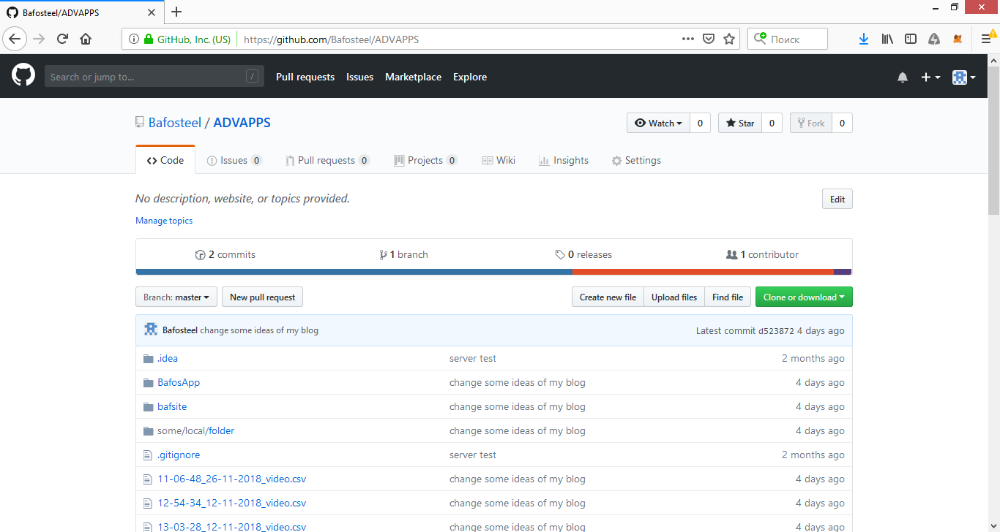 Bafosteel/ADVAPPS
GitHub, Inc. (US) https://github.com/Bafosteel/ADVAPPS Поиск
Search or jump to... / Pull requests Issues Marketplace Explore
Bafosteel / ADVAPPS Watch 0 Star 0 Fork 0
Code Issues 0 Pull requests 0 Projects 0 Wiki Insights Settings
No description, website, or topics provided. Edit
Manage topics
2 commits 1 branch 0 releases 1 contributor
Branch: master New pull request Create new file Upload files Find file Clone or download
Bafosteel change some ideas of my blog Latest commit d523872 4 days ago
.idea server test 2 months ago
BafosApp change some ideas of my blog 4 days ago
bafsite change some ideas of my blog 4 days ago
some/local/folder change some ideas of my blog 4 days ago
.gitignore server test 2 months ago
11-06-48_26-11-2018_video.csv change some ideas of my blog 4 days ago
12-54-34_12-11-2018_video.csv change some ideas of my blog 4 days ago
13-03-28_12-11-2018_video.csv change some ideas of my blog 4 days ago